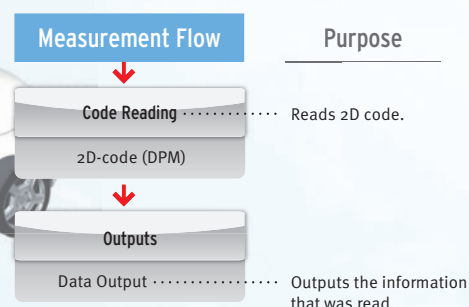 Measurement Flow
Purpose
Code Reading
Reads 2D code.
2D-code (DPM)
Outputs
Data Output
Outputs the information
that was read